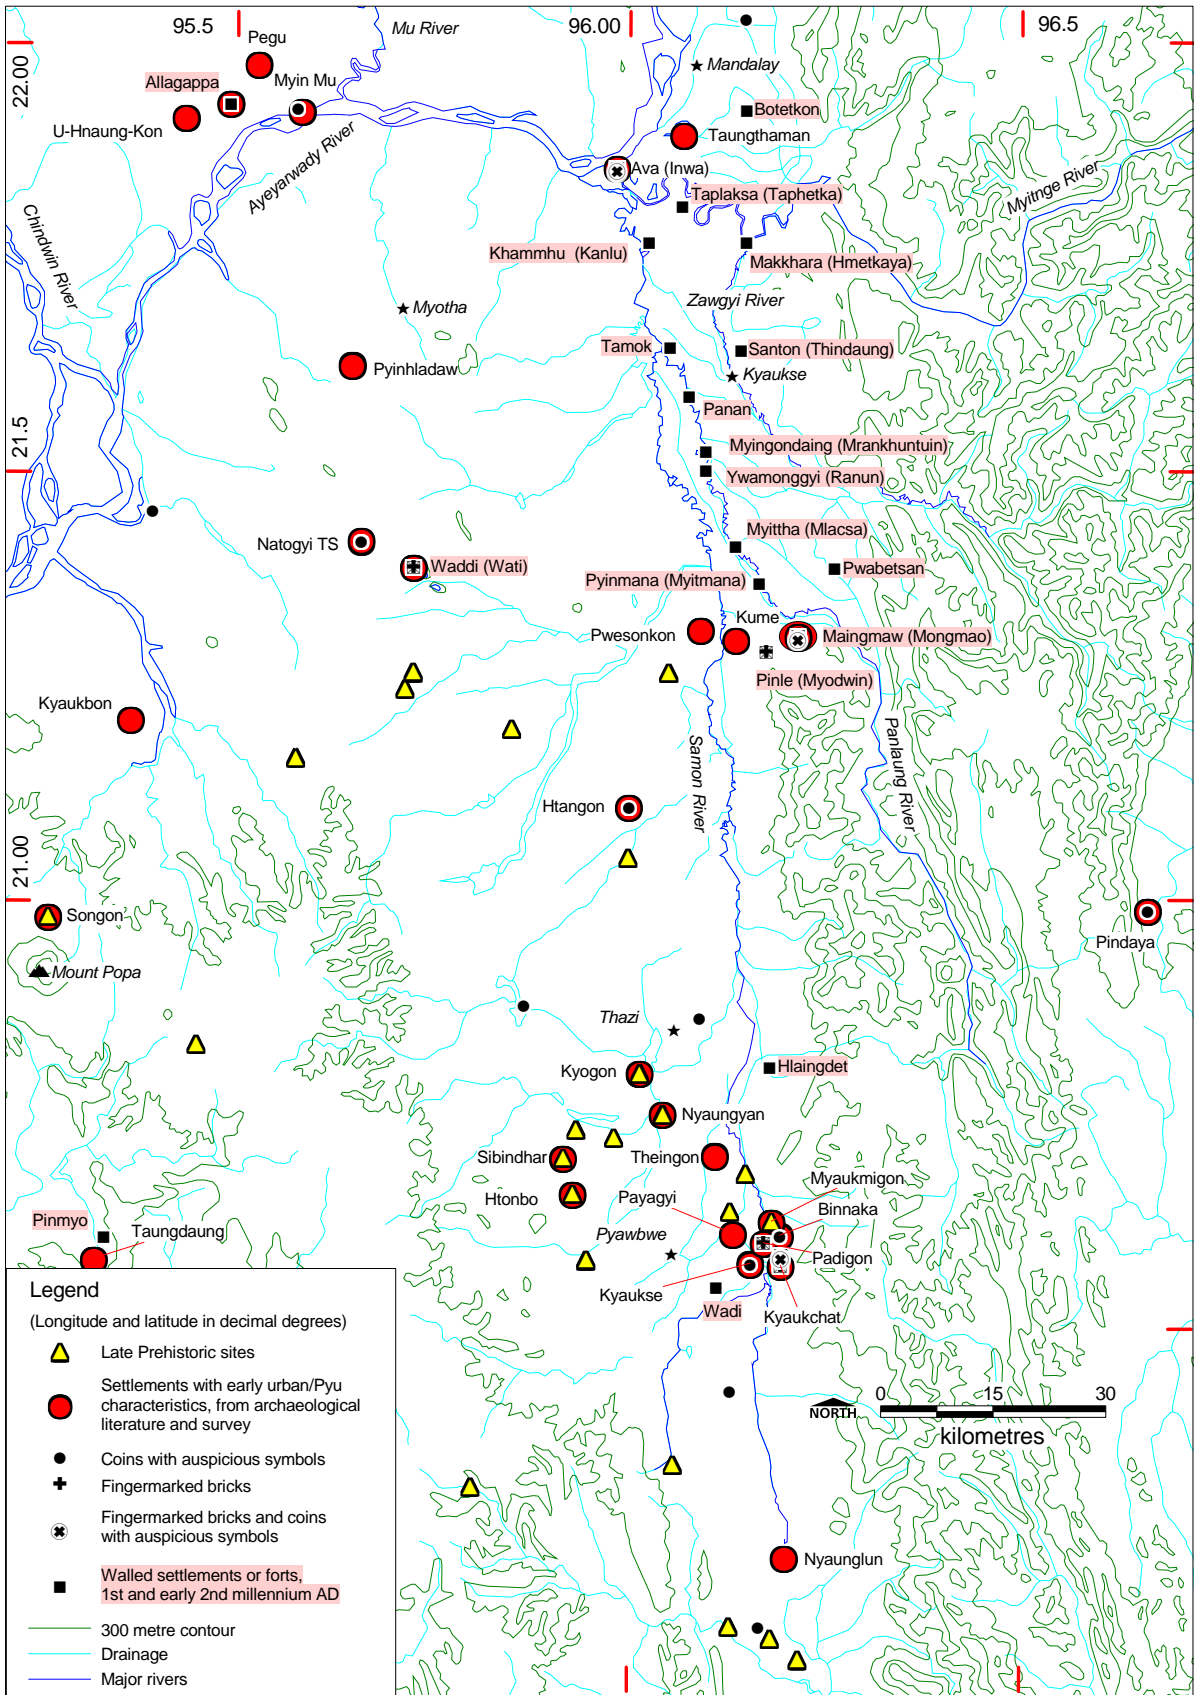 95.5
96.00
96.5
Mu River
Pegu
22.00
Mandalay
Allagappa
Myin Mu
Botetkon
U-Hnaung-Kon
Taungthaman
Ayeyarwady River
Ava (Inwa)
Myitnge River
Taplaksa (Taphetka)
Chindwin River
Khammhu (Kanlu)
Makkhara (Hmetkaya)
Zawgyi River
Myotha
Tamok
Santon (Thindaung)
Pyinhladaw
Kyaukse
Panan
21.5
Myingondaing (Mrankhuntuin)
Ywamonggyi (Ranun)
Natogyi TS
Myittha (Mlacsa)
Waddi (Wati)
Pwabetsan
Pyinmana (Myitmana)
Kume
Pwesonkon
Maingmaw (Mongmao)
Pinle (Myodwin)
Kyaukbon
Samon River
Panlaung River
Htangon
21.00
Songon
Pindaya
Mount Popa
Thazi
Hlaingdet
Kyogon
Nyaungyan
Sibindhar
Theingon
Myaukmigon
Htonbo
Payagyi
Binnaka
Pinmyo
Taungdaung
Pyawbwe
Padigon
Kyaukse
Wadi
Kyaukchat
Legend
(Longitude and latitude in decimal degrees)
Late Prehistoric sites
Settlements with early urban/Pyu
characteristics, from archaeological
literature and survey
Coins with auspicious symbols
Fingermarked bricks
Fingermarked bricks and coins
with auspicious symbols
Walled settlements or forts,
1st and early 2nd millennium AD
300 metre contour
Drainage
Major rivers
0 15 30
NORTH
kilometres
Nyaunglun